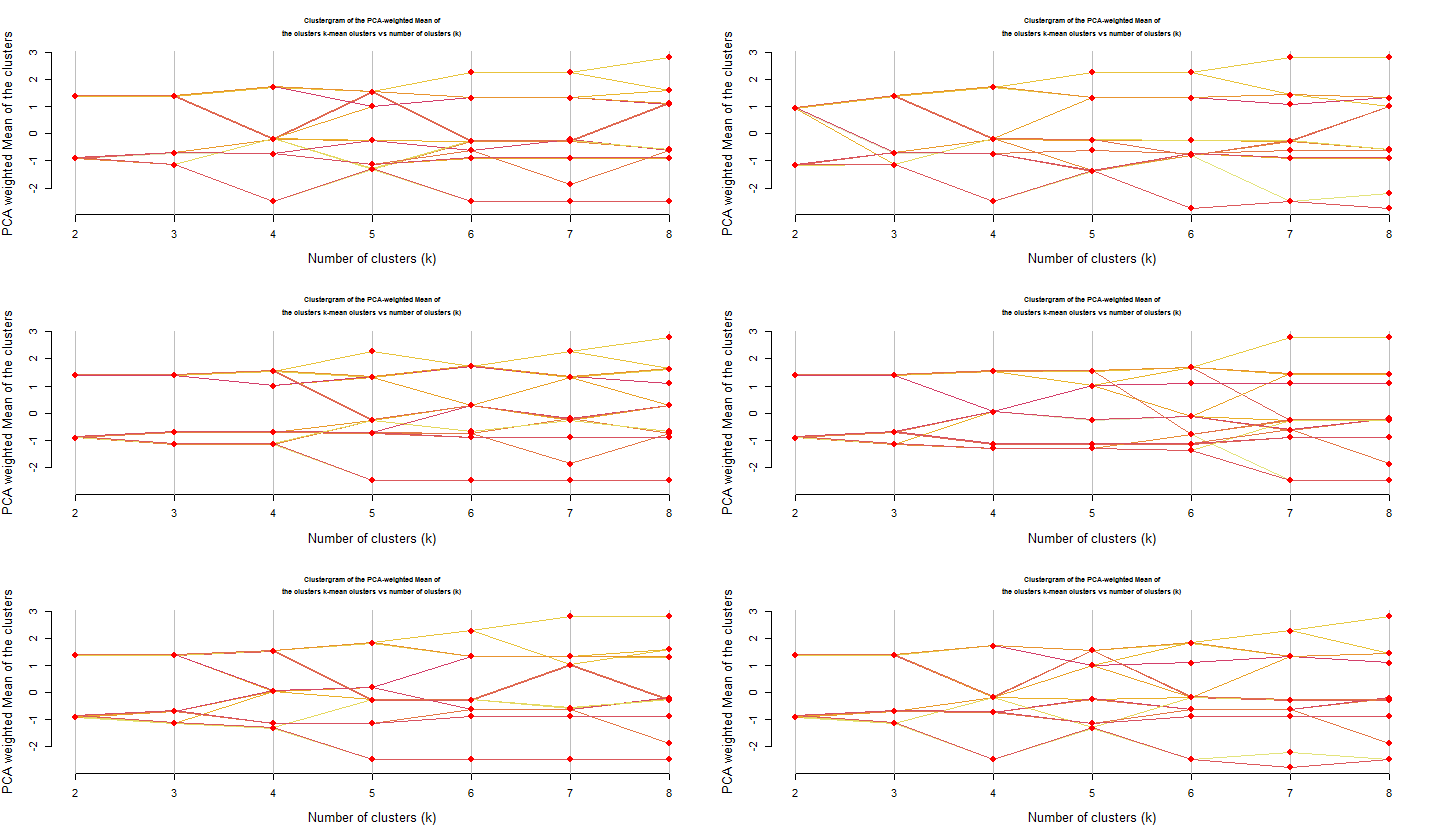 Clustergram of the PCA-weighted Mean of
the clusters k-mean clusters vs number of clusters (k)
PCA weighted Mean of the clusters
3
2
1
0
-1
-2
2 3 4 5 6 7 8
Number of clusters (k)
Clustergram of the PCA-weighted Mean of
the clusters k-mean clusters vs number of clusters (k)
PCA weighted Mean of the clusters
3
2
1
0
-1
-2
2 3 4 5 6 7 8
Number of clusters (k)
Clustergram of the PCA-weighted Mean of
the clusters k-mean clusters vs number of clusters (k)
PCA weighted Mean of the clusters
3
2
1
0
-1
-2
2 3 4 5 6 7 8
Number of clusters (k)
Clustergram of the PCA-weighted Mean of
the clusters k-mean clusters vs number of clusters (k)
PCA weighted Mean of the clusters
3
2
1
0
-1
-2
2 3 4 5 6 7 8
Number of clusters (k)
Clustergram of the PCA-weighted Mean of
the clusters k-mean clusters vs number of clusters (k)
PCA weighted Mean of the clusters
3
2
1
0
-1
-2
2 3 4 5 6 7 8
Number of clusters (k)
Clustergram of the PCA-weighted Mean of
the clusters k-mean clusters vs number of clusters (k)
PCA weighted Mean of the clusters
3
2
1
0
-1
-2
2 3 4 5 6 7 8
Number of clusters (k)